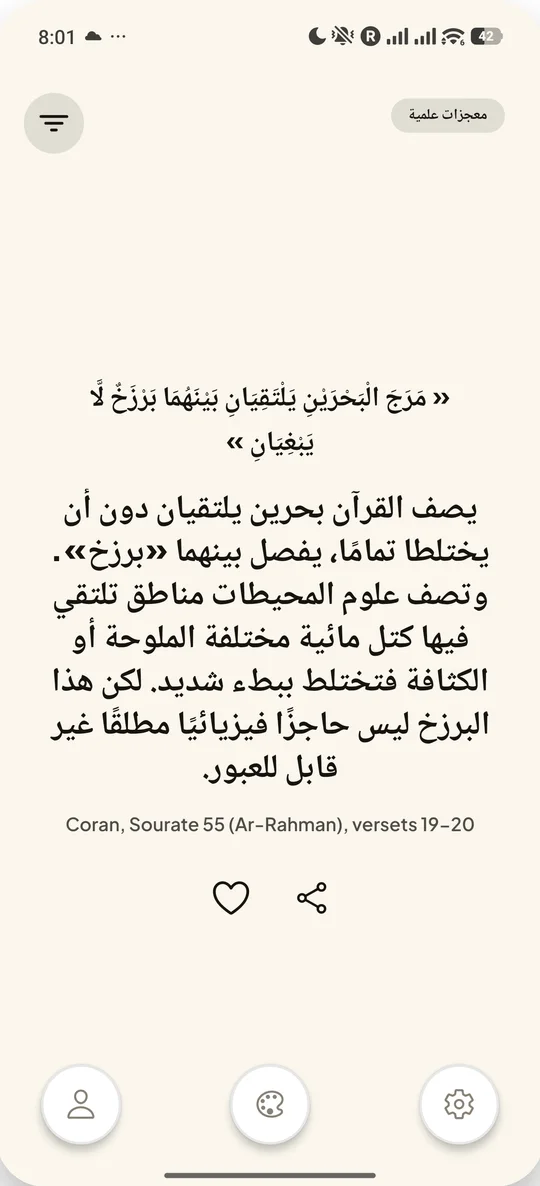 8:01
42
معجزات علمية
« مَرَجَ الْبَحْرَيْنِ يَلْتَقِيَانِ بَيْنَهُمَا بَرْزَخٌ لَّا
يَبْغِيَانِ »
يصف القرآن بحرين يلتقيان دون أن
يختلطا تمامًا، يفصل بينهما «برزخ».
وتصف علوم المحيطات مناطق تلتقي
فيها كتل مائية مختلفة الملوحة أو
الكثافة فتختلط ببطء شديد. لكن هذا
البرزخ ليس حاجزًا فيزيائيًا مطلقًا غير
قابل للعبور.
Coran, Sourate 55 (Ar-Rahman), versets 19–20